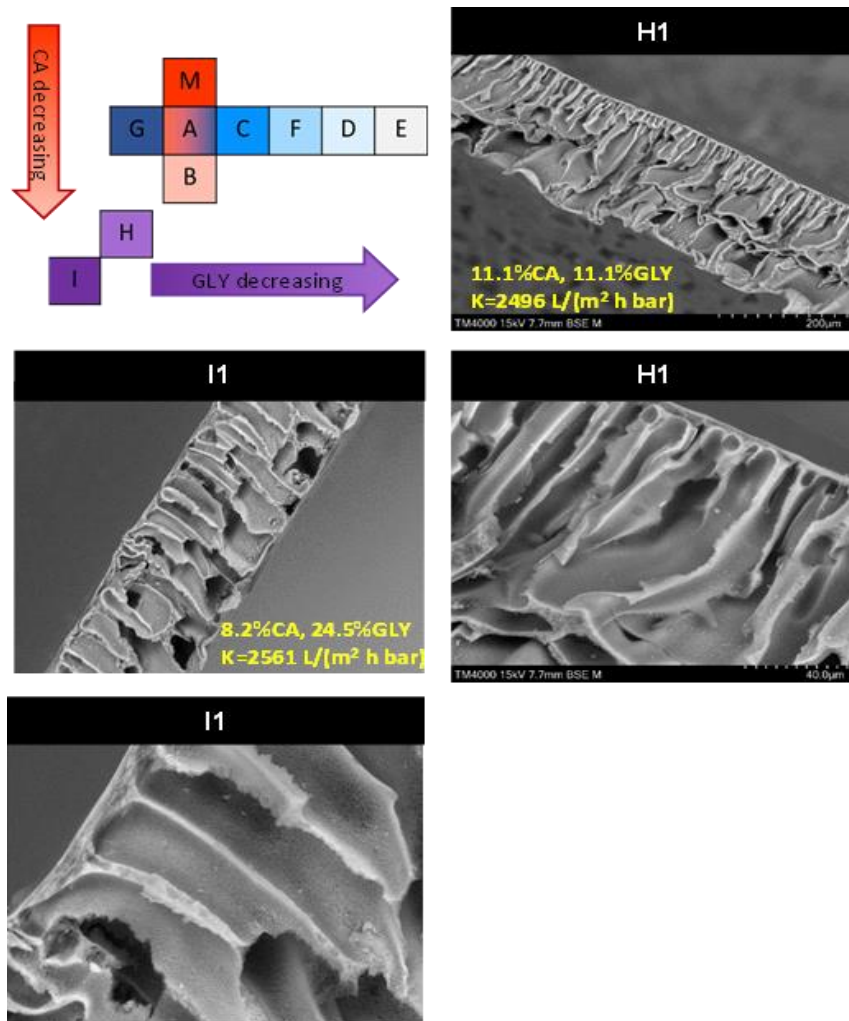 CA decreasing
M
G A C F D E
B
H
I
GLY decreasing
H1
11.1%CA, 11.1%GLY
K=2496 L/(m² h bar)
TM4000 15kV 7.7mm BSE M 200µm
I1
8.2%CA, 24.5%GLY
K=2561 L/(m² h bar)
H1
TM4000 15kV 7.7mm BSE M 40.0µm
I1